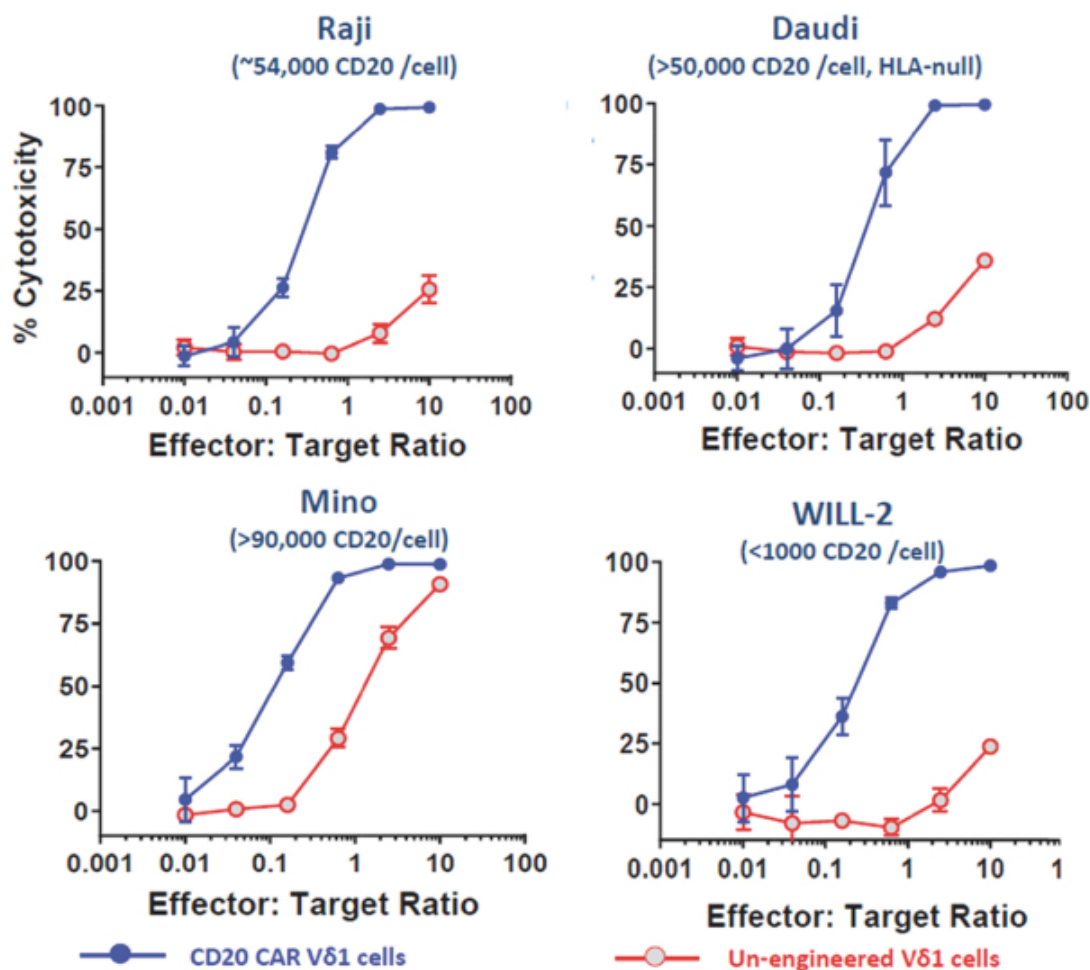 Raji
(~54,000 CD20 /cell)
% Cytotoxicity
100
75
50
25
0
0.001 0.01 0.1 1 10 100
Effector: Target Ratio
Daudi
(>50,000 CD20 /cell, HLA-null)
100
75
50
25
0
0.001 0.01 0.1 1 10 100
Effector: Target Ratio
Mino
(>90,000 CD20/cell)
100
75
50
25
0
0.001 0.01 0.1 1 10 100
Effector: Target Ratio
WILL-2
(<1000 CD20 /cell)
100
75
50
25
0
0.001 0.01 0.1 1 10 1
Effector: Target Ratio
CD20 CAR Vδ1 cells
Un-engineered Vδ1 cells